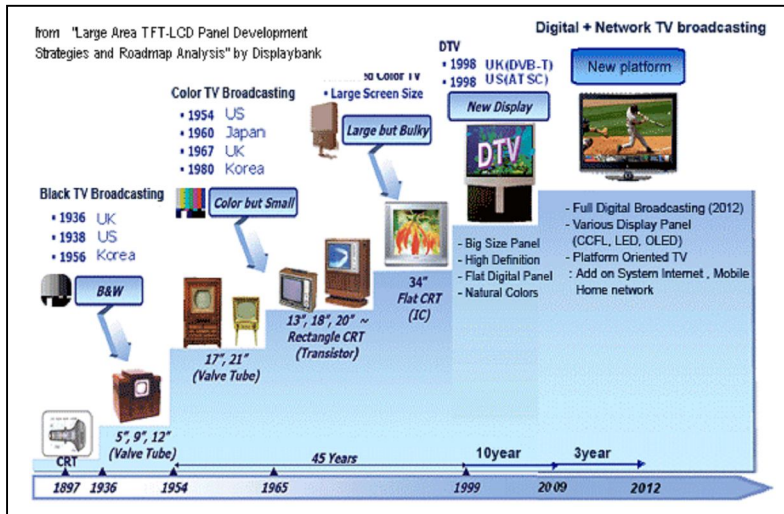 from "Large Area TFT-LCD Panel Development
Strategies and Roadmap Analysis" by Displaybank
Digital + Network TV broadcasting
New platform
DTV
• 1998 UK(DVB-T)
• 1998 US(ATSC)
New Display
DTV
Color TV
• Large Screen Size
Large but Bulky
Color TV Broadcasting
• 1954 US
• 1960 Japan
• 1967 UK
• 1980 Korea
Color but Small
Black TV Broadcasting
• 1936 UK
• 1938 US
• 1956 Korea
B&W
CRT
5", 9", 12"
(Valve Tube)
17", 21"
(Valve Tube)
13", 18", 20" ~
Rectangle CRT
(Transistor)
34"
Flat CRT
(IC)
- Big Size Panel
- High Definition
- Flat Digital Panel
- Natural Colors
- Full Digital Broadcasting (2012)
- Various Display Panel
(CCFL, LED, OLED)
- Platform Oriented TV
: Add on System Internet , Mobile
Home network
45 Years
10year
3year
1897
1936
1954
1965
1999
2009
2012